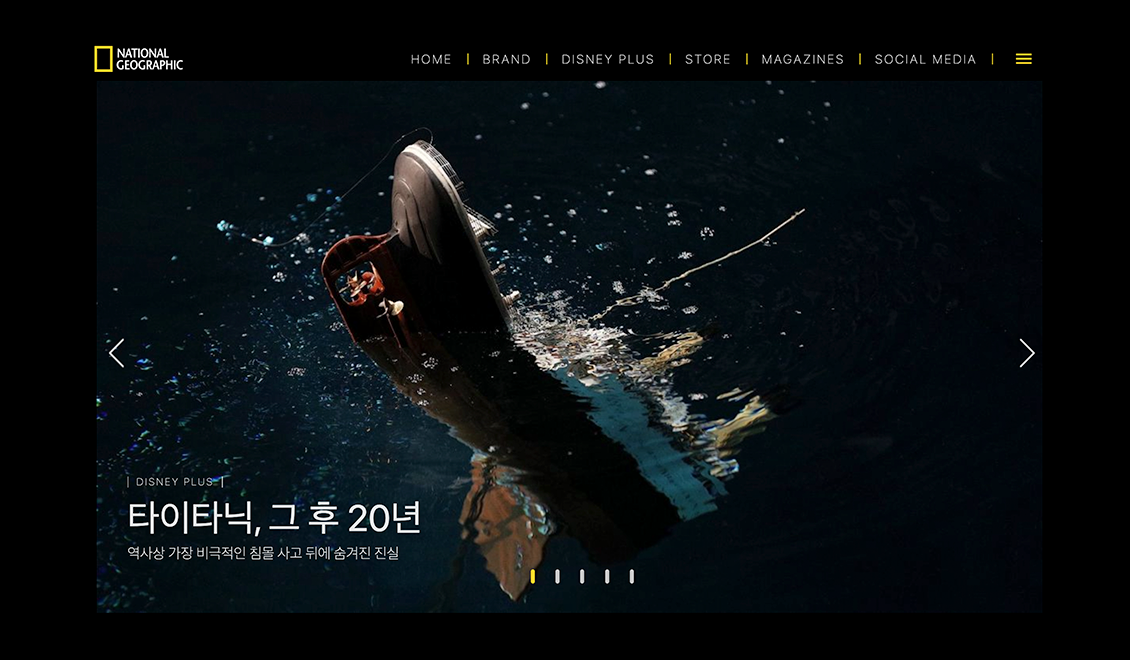 NATIONAL
GEOGRAPHIC
HOME | BRAND | DISNEY PLUS | STORE | MAGAZINES | SOCIAL MEDIA |
| DISNEY PLUS |
타이타닉, 그 후 20년
역사상 가장 비극적인 침몰 사고 뒤에 숨겨진 진실